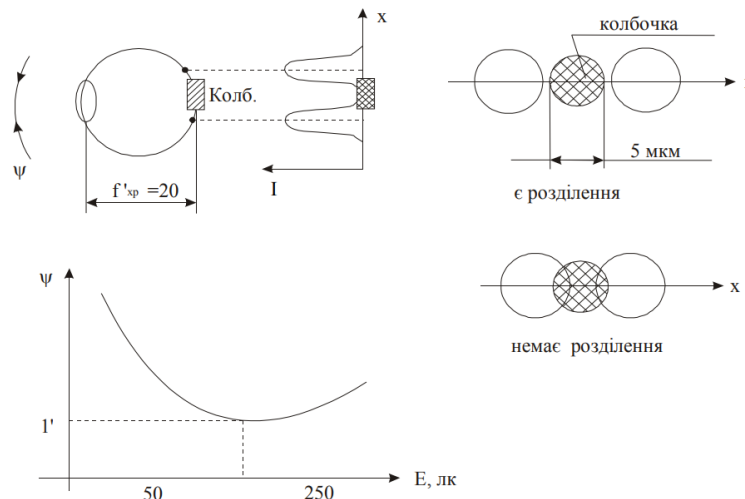 x
колбочка
Колб.
ψ
f 'хр =20
I
5 мкм
є розділення
ψ
x
немає розділення
1'
50
250
E, лк